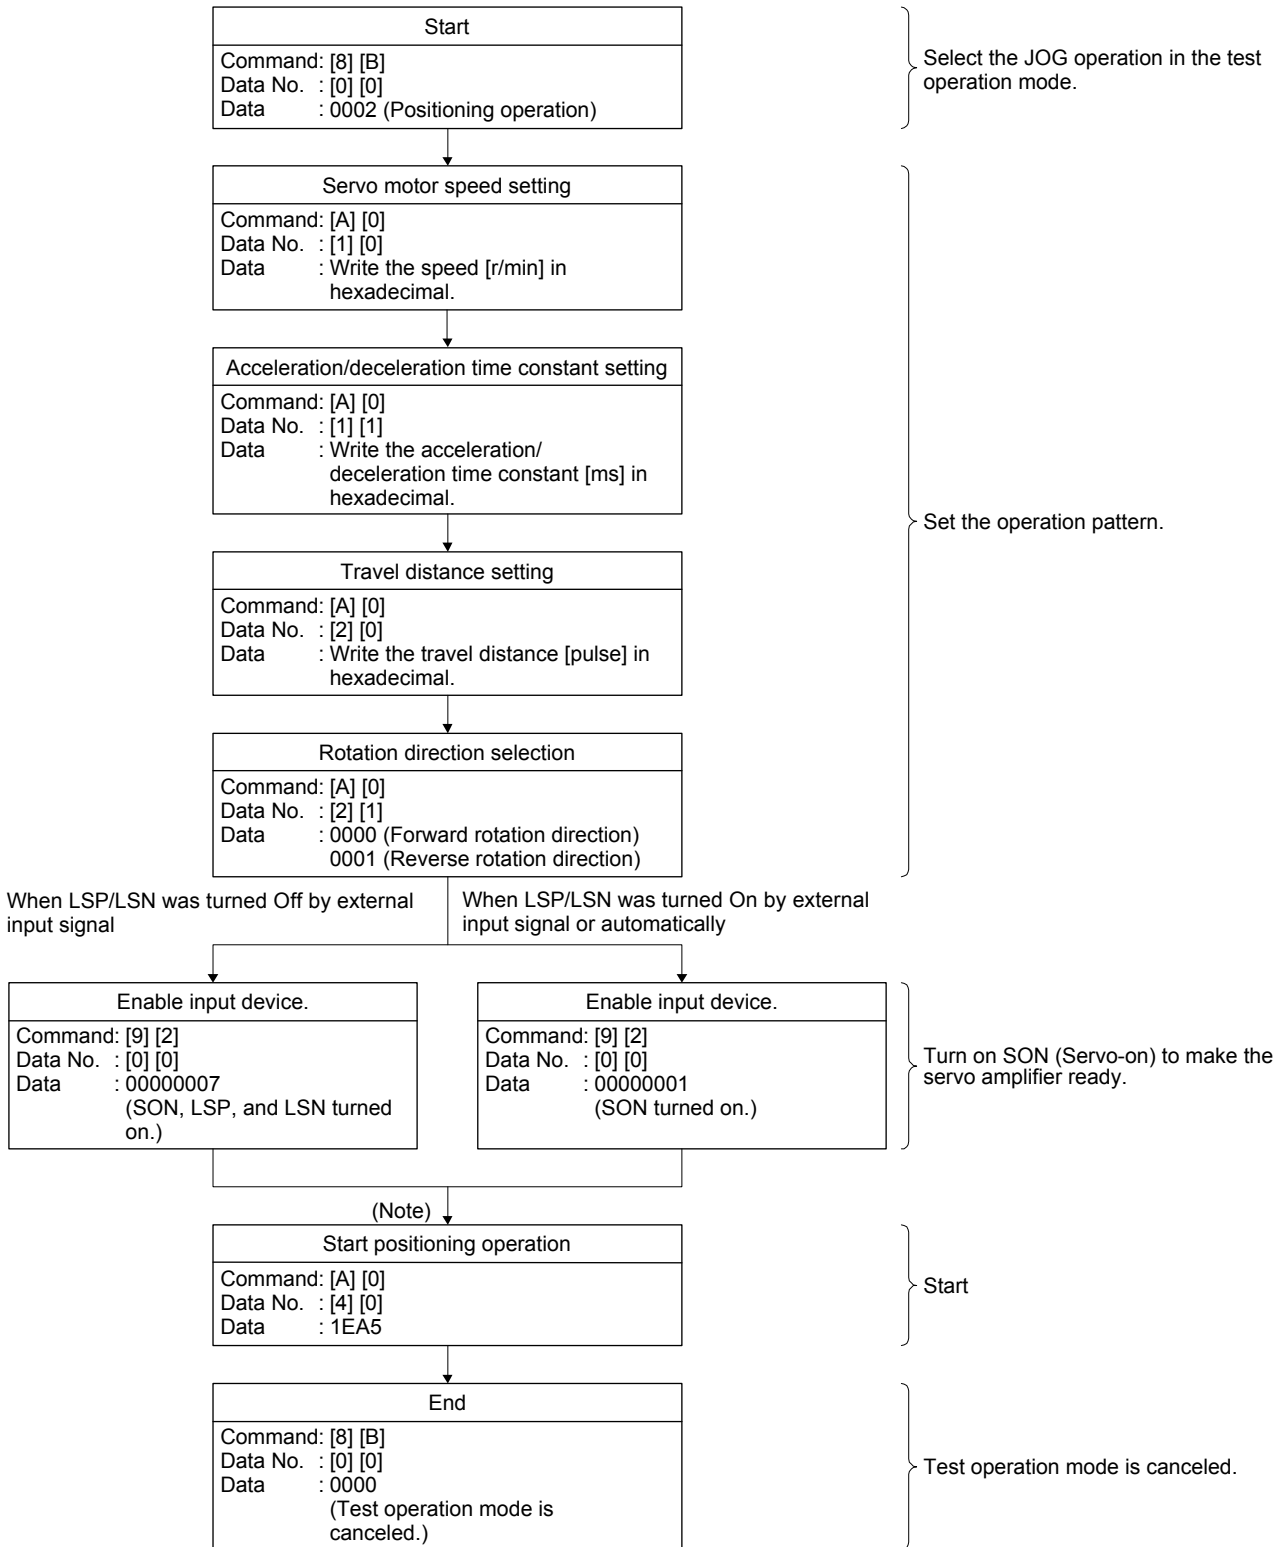 Start
Command: [8] [B]
Data No. : [0] [0]
Data : 0002 (Positioning operation)
Select the JOG operation in the test
operation mode.
Servo motor speed setting
Command: [A] [0]
Data No. : [1] [0]
Data : Write the speed [r/min] in
hexadecimal.
Acceleration/deceleration time constant setting
Command: [A] [0]
Data No. : [1] [1]
Data : Write the acceleration/
deceleration time constant [ms] in
hexadecimal.
Set the operation pattern.
Travel distance setting
Command: [A] [0]
Data No. : [2] [0]
Data : Write the travel distance [pulse] in
hexadecimal.
Rotation direction selection
Command: [A] [0]
Data No. : [2] [1]
Data : 0000 (Forward rotation direction)
0001 (Reverse rotation direction)
When LSP/LSN was turned Off by external
input signal
When LSP/LSN was turned On by external
input signal or automatically
Enable input device.
Command: [9] [2]
Data No. : [0] [0]
Data : 00000007
(SON, LSP, and LSN turned
on.)
Enable input device.
Command: [9] [2]
Data No. : [0] [0]
Data : 00000001
(SON turned on.)
Turn on SON (Servo-on) to make the
servo amplifier ready.
(Note)
Start positioning operation
Command: [A] [0]
Data No. : [4] [0]
Data : 1EA5
Start
End
Command: [8] [B]
Data No. : [0] [0]
Data : 0000
(Test operation mode is
canceled.)
Test operation mode is canceled.